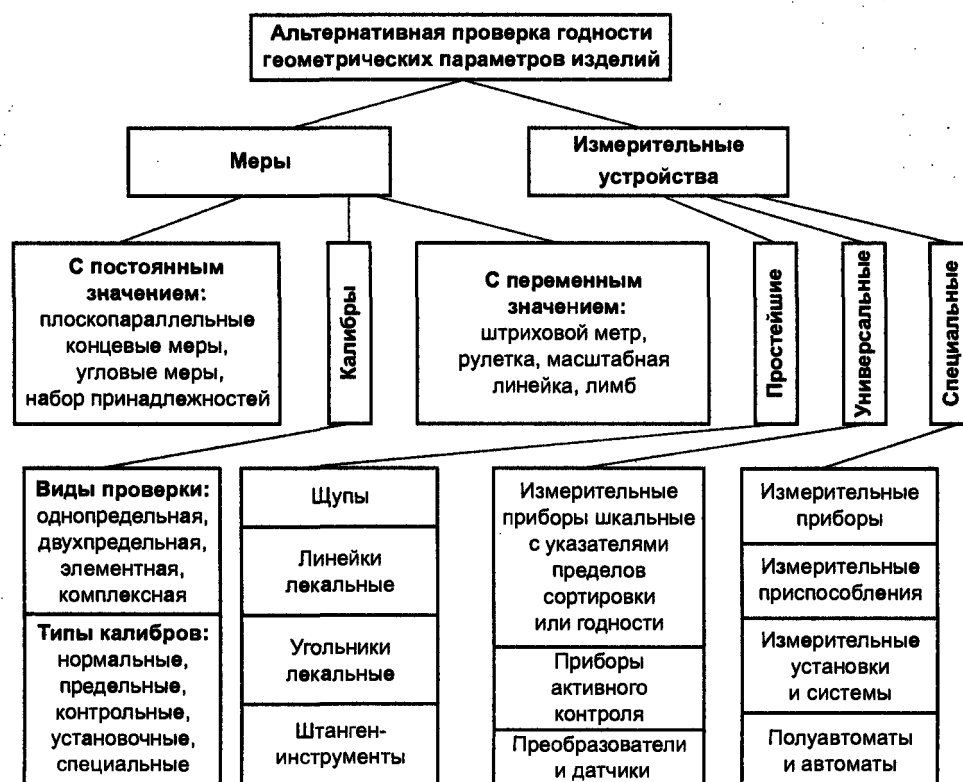 Альтернативная проверка годности
геометрических параметров изделий
Меры
Измерительные
устройства
С постоянным
значением:
плоскопараллельные
концевые меры,
угловые меры,
набор принадлежностей
Калибры
С переменным
значением:
штриховой метр,
рулетка, масштабная
линейка, лимб
Простейшие
Универсальные
Специальные
Виды проверки:
однопредельная,
двухпредельная,
элементная,
комплексная
Типы калибров:
нормальные,
предельные,
контрольные,
установочные,
специальные
Щупы
Линейки
лекальные
Угольники
лекальные
Штанген-
инструменты
Измерительные
приборы шкальные
с указателями
пределов
сортировки
или годности
Приборы
активного
контроля
Преобразователи
и датчики
Измерительные
приборы
Измерительные
приспособления
Измерительные
установки
и системы
Полуавтоматы
и автоматы